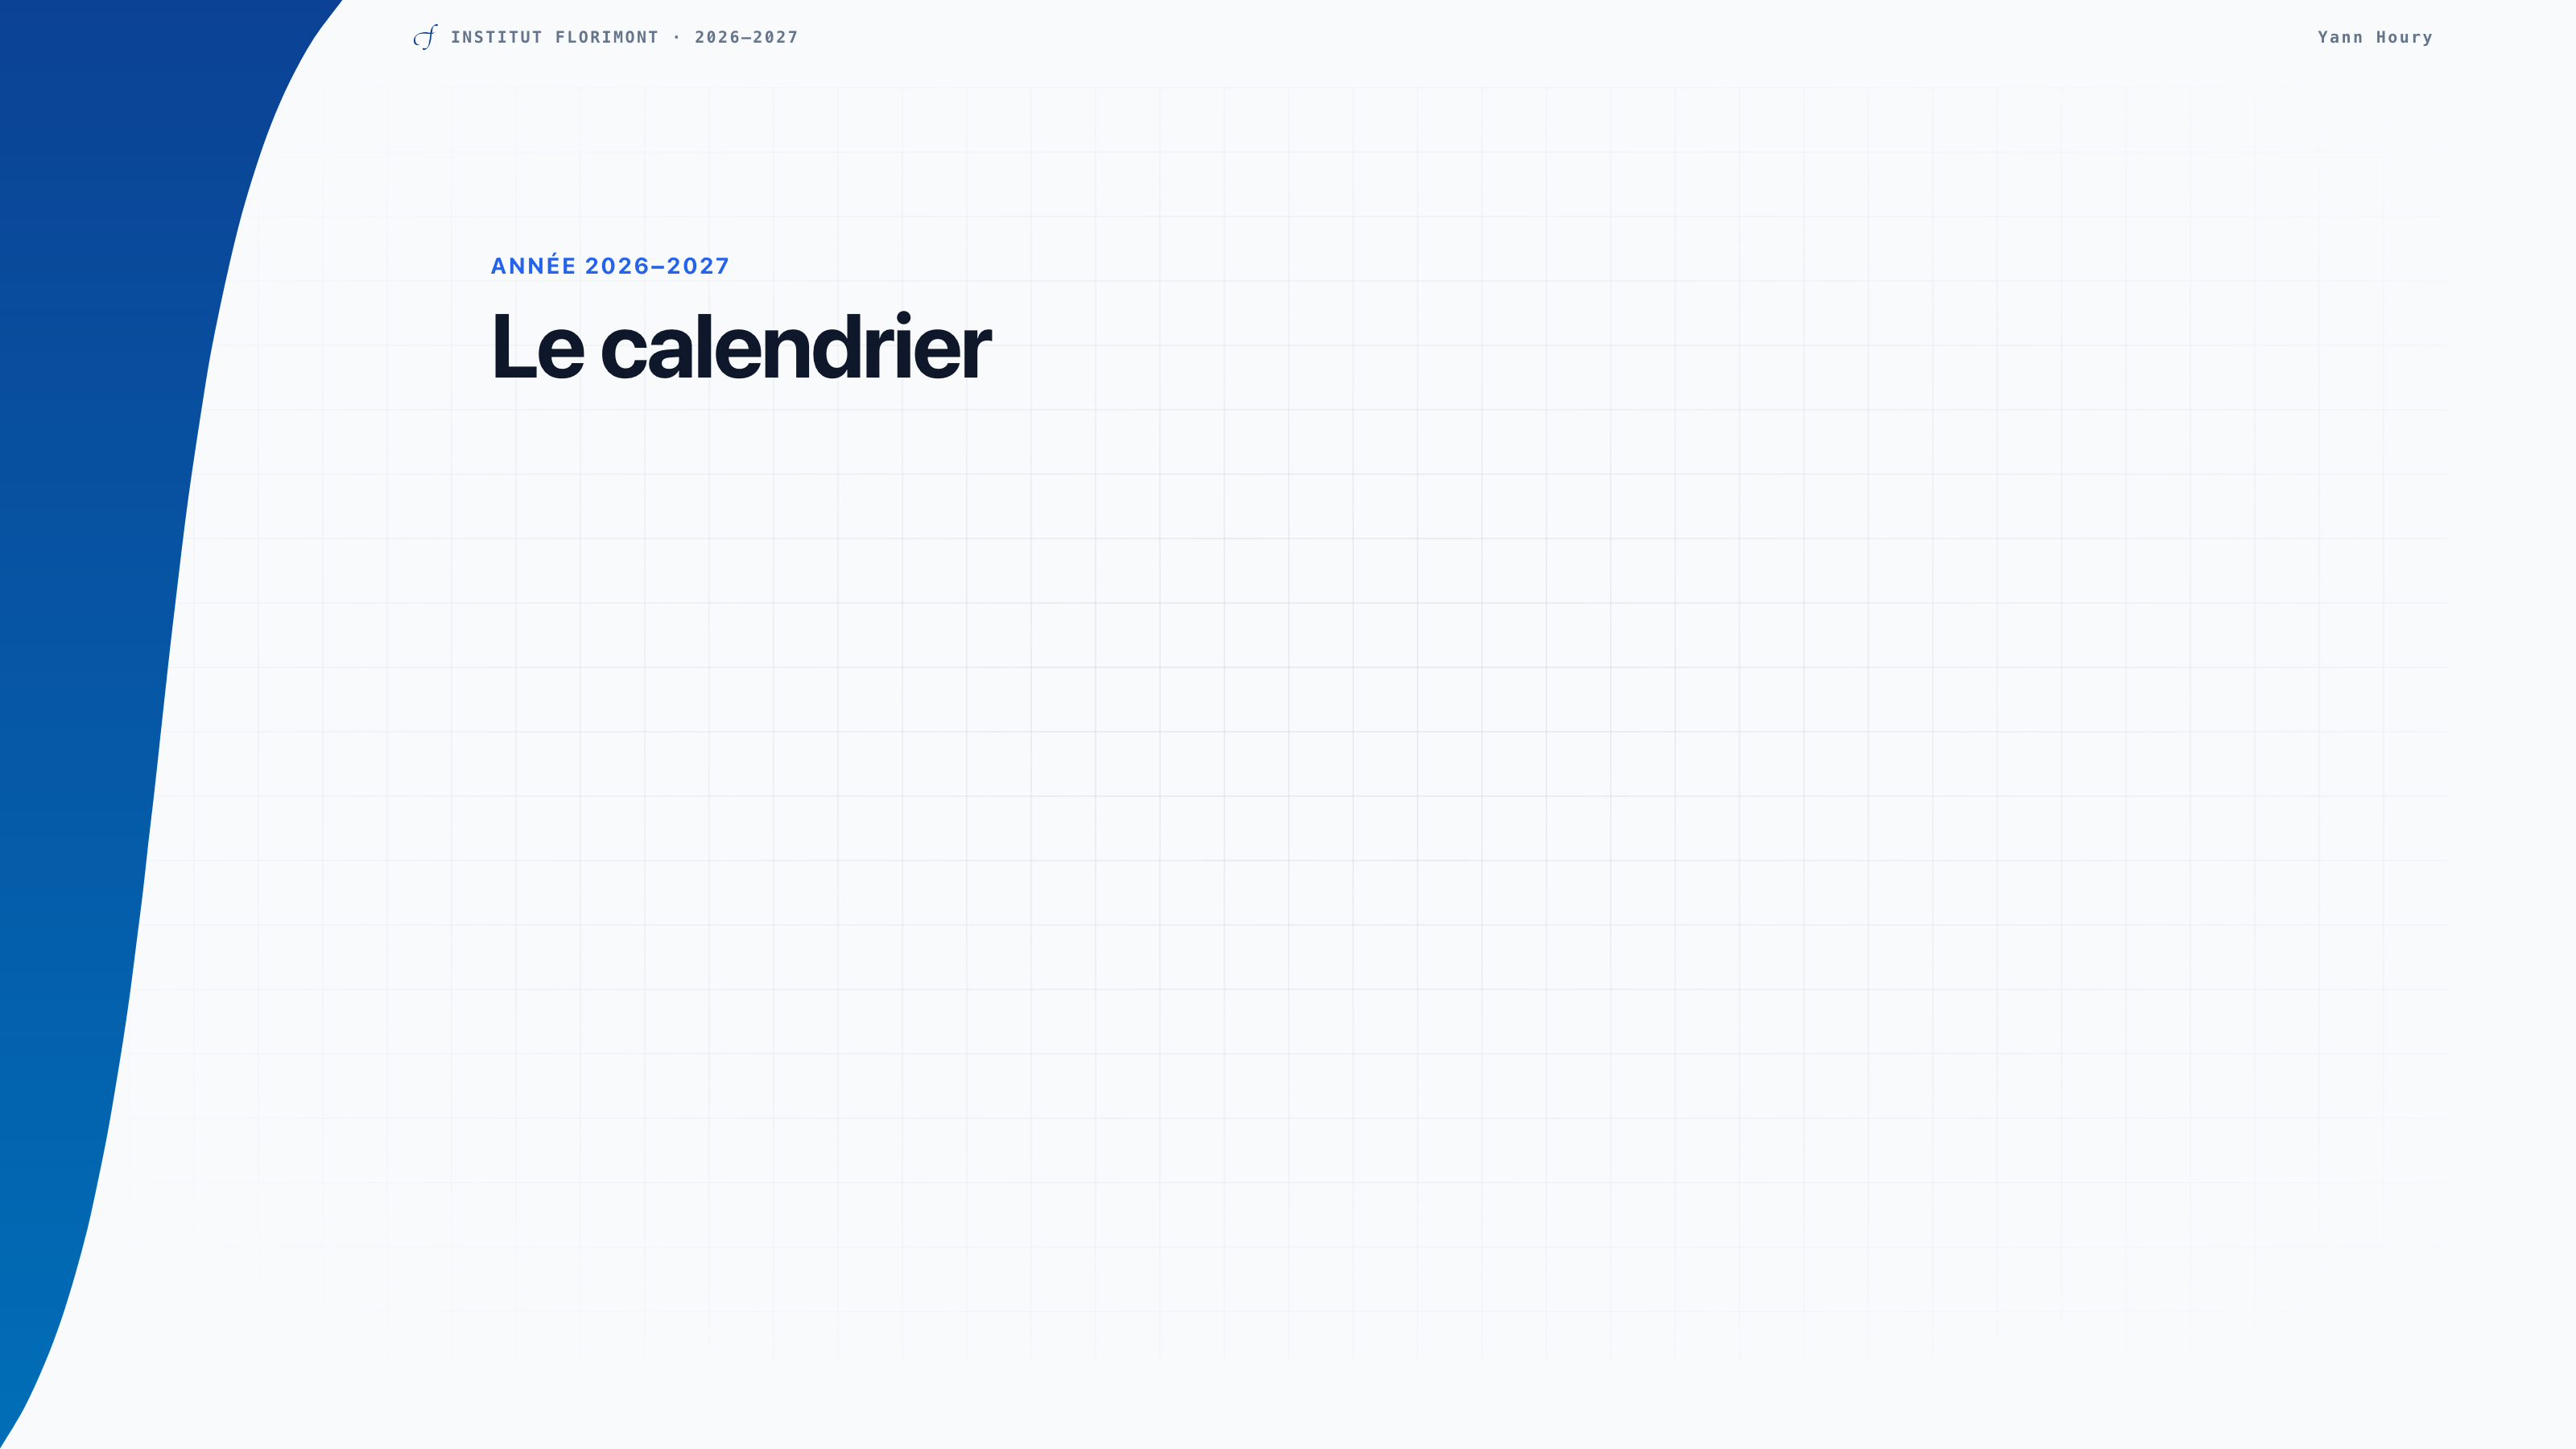 INSTITUT FLORIMONT · 2026–2027
Yann Houry
ANNÉE 2026–2027
Le calendrier